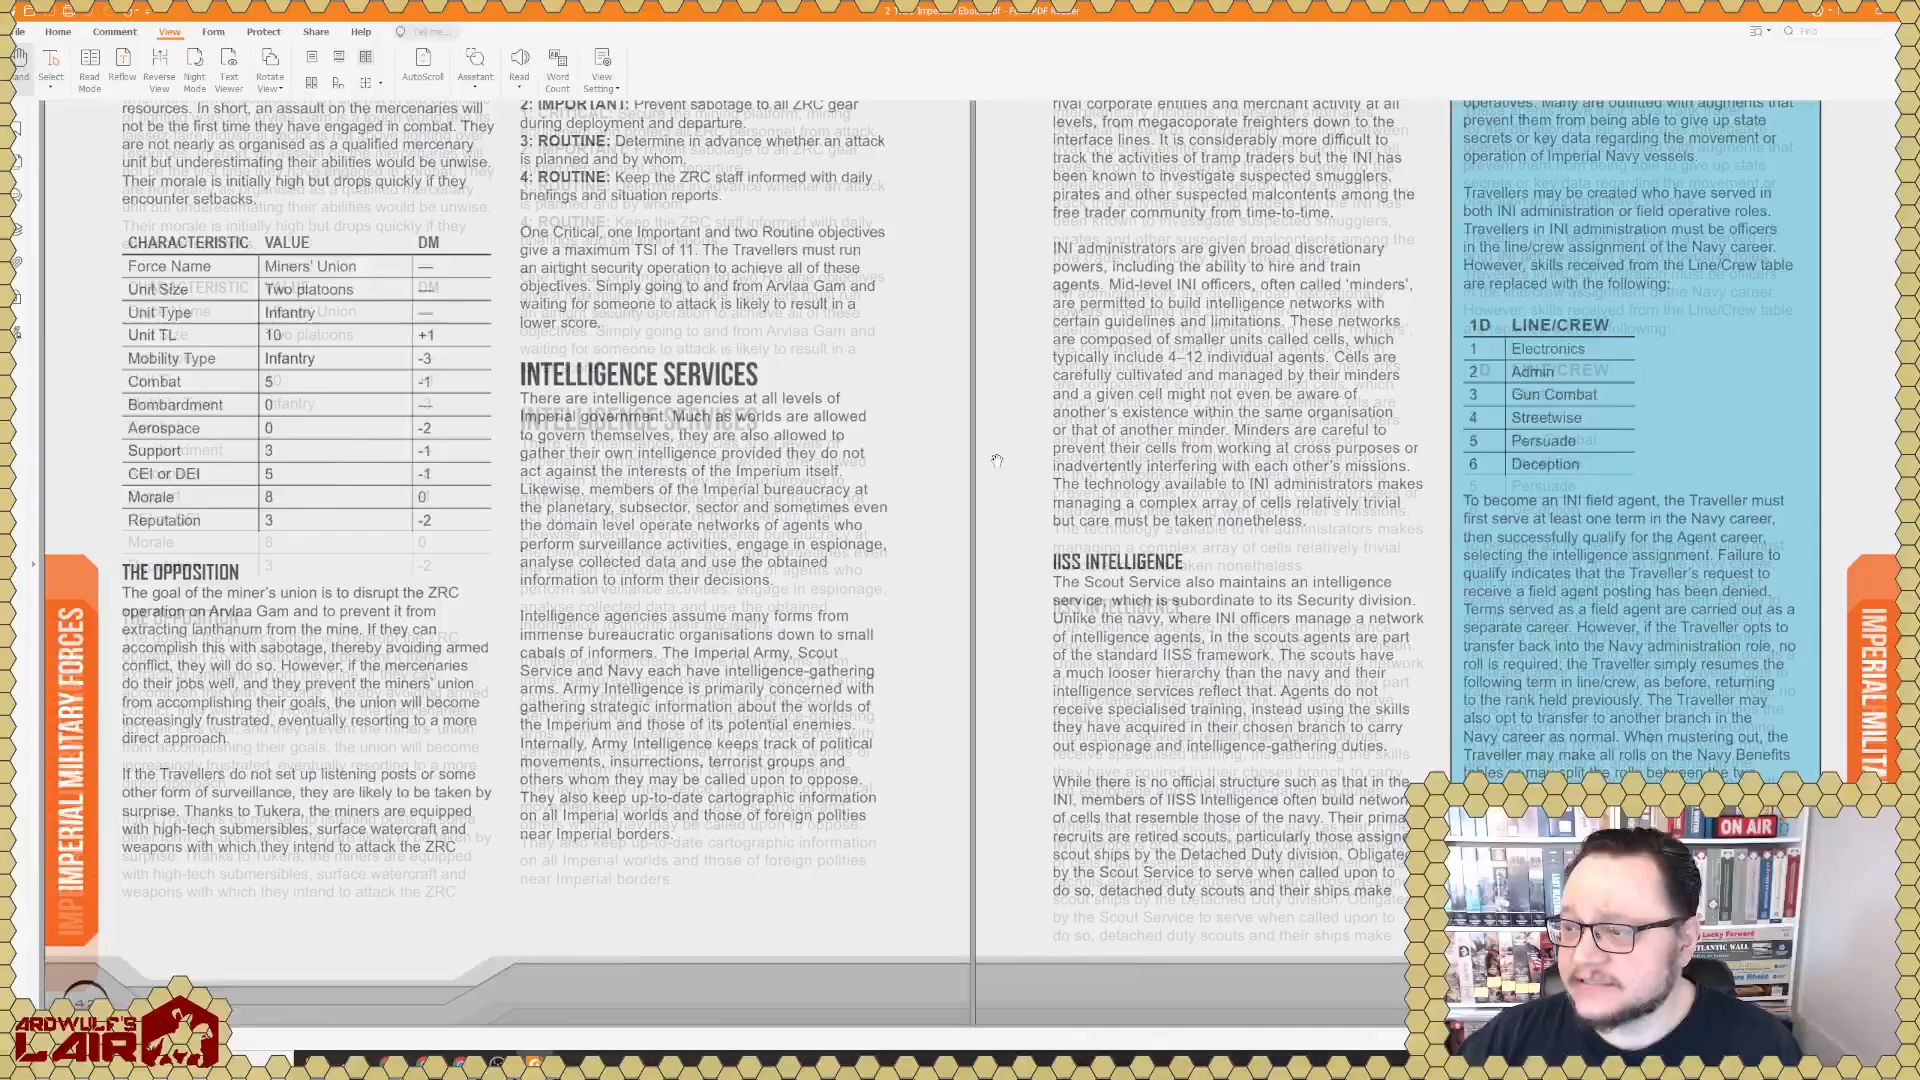 Home Comment View Form Protect Share Help Tell me... Find
Select Read Mode Reflow Reverse View Night Mode Text Viewer Rotate View AutoScroll Assistant Read Word Count View Setting
resources. In short, an assault on the mercenaries will
not be the first time they have engaged in combat. They
are not nearly as organised as a qualified mercenary
unit but underestimating their abilities would be unwise.
Their morale is initially high but drops quickly if they
encounter setbacks.
CHARACTERISTIC VALUE DM
Force Name Miners' Union —
Unit Size Two platoons —
Unit Type Infantry —
Unit TL 10 +1
Mobility Type Infantry -3
Combat 5 -1
Bombardment 0 —
Aerospace 0 -2
Support 3 -1
CEI or DEI 5 -1
Morale 8 0
Reputation 3 -2
THE OPPOSITION
The goal of the miner's union is to disrupt the ZRC
operation on Arvlaa Gam and to prevent it from
extracting lanthanum from the mine. If they can
accomplish this with sabotage, thereby avoiding armed
conflict, they will do so. However, if the mercenaries
do their jobs well, and they prevent the miners' union
from accomplishing their goals, the union will become
increasingly frustrated, eventually resorting to a more
direct approach.
If the Travellers do not set up listening posts or some
other form of surveillance, they are likely to be taken by
surprise. Thanks to Tukera, the miners are equipped
with high-tech submersibles, surface watercraft and
weapons with which they intend to attack the ZRC
2: IMPORTANT: Prevent sabotage to all ZRC gear
during deployment and departure.
3: ROUTINE: Determine in advance whether an attack
is planned and by whom.
4: ROUTINE: Keep the ZRC staff informed with daily
briefings and situation reports.
One Critical, one Important and two Routine objectives
give a maximum TSI of 11. The Travellers must run
an airtight security operation to achieve all of these
objectives. Simply going to and from Arvlaa Gam and
waiting for someone to attack is likely to result in a
lower score.
INTELLIGENCE SERVICES
There are intelligence agencies at all levels of
Imperial government. Much as worlds are allowed
to govern themselves, they are also allowed to
gather their own intelligence provided they do not
act against the interests of the Imperium itself.
Likewise, members of the Imperial bureaucracy at
the planetary, subsector, sector and sometimes even
the domain level operate networks of agents who
perform surveillance activities, engage in espionage,
analyse collected data and use the obtained
information to inform their decisions.
Intelligence agencies assume many forms from
immense bureaucratic organisations down to small
cabals of informers. The Imperial Army, Scout
Service and Navy each have intelligence-gathering
arms. Army Intelligence is primarily concerned with
gathering strategic information about the worlds of
the Imperium and those of its potential enemies.
Internally, Army Intelligence keeps track of political
movements, insurrections, terrorist groups and
others whom they may be called upon to oppose.
They also keep up-to-date cartographic information
on all Imperial worlds and those of foreign polities
near Imperial borders.
rival corporate entities and merchant activity at all
levels, from megacorporate freighters down to the
interface lines. It is considerably more difficult to
track the activities of tramp traders but the INI has
been known to investigate suspected smugglers,
pirates and other suspected malcontents among the
free trader community from time-to-time.
INI administrators are given broad discretionary
powers, including the ability to hire and train
agents. Mid-level INI officers, often called 'minders',
are permitted to build intelligence networks with
certain guidelines and limitations. These networks
are composed of smaller units called cells, which
typically include 4–12 individual agents. Cells are
carefully cultivated and managed by their minders
and a given cell might not even be aware of
another's existence within the same organisation
or that of another minder. Minders are careful to
prevent their cells from working at cross purposes or
inadvertently interfering with each other's missions.
The technology available to INI administrators makes
managing a complex array of cells relatively trivial
but care must be taken nonetheless.
IISS INTELLIGENCE
The Scout Service also maintains an intelligence
service, which is subordinate to its Security division.
Unlike the navy, where INI officers manage a network
of intelligence agents, in the scouts agents are part
of the standard IISS framework. The scouts have
a much looser hierarchy than the navy and their
intelligence services reflect that. Agents do not
receive specialised training, instead using the skills
they have acquired in their chosen branch to carry
out espionage and intelligence-gathering duties.
While there is no official structure such as that in the
INI, members of IISS Intelligence often build networ
of cells that resemble those of the navy. Their prima
recruits are retired scouts, particularly those assigne
scout ships by the Detached Duty division. Obligate
by the Scout Service to serve when called upon to
do so, detached duty scouts and their ships make
operatives. Many are outfitted with augments that
prevent them from being able to give up state
secrets or key data regarding the movement or
operation of Imperial Navy vessels.
Travellers may be created who have served in
both INI administration or field operative roles.
Travellers in INI administration must be officers
in the line/crew assignment of the Navy career.
However, skills received from the Line/Crew table
are replaced with the following:
1D LINE/CREW
1 Electronics
2 Admin
3 Gun Combat
4 Streetwise
5 Persuade
6 Deception
To become an INI field agent, the Traveller must
first serve at least one term in the Navy career,
then successfully qualify for the Agent career,
selecting the intelligence assignment. Failure to
qualify indicates that the Traveller's request to
receive a field agent posting has been denied.
Terms served as a field agent are carried out as a
separate career. However, if the Traveller opts to
transfer back into the Navy administration role, no
roll is required; the Traveller simply resumes the
following term in line/crew, as before, returning
to the rank held previously. The Traveller may
also opt to transfer to another branch in the
Navy career as normal. When mustering out, the
Traveller may make all rolls on the Navy Benefits
IMPERIAL MILITARY FORCES
IMPERIAL MILIT
ON AIR
ATLANTIC WALL
ARDWULF'S
LAIR